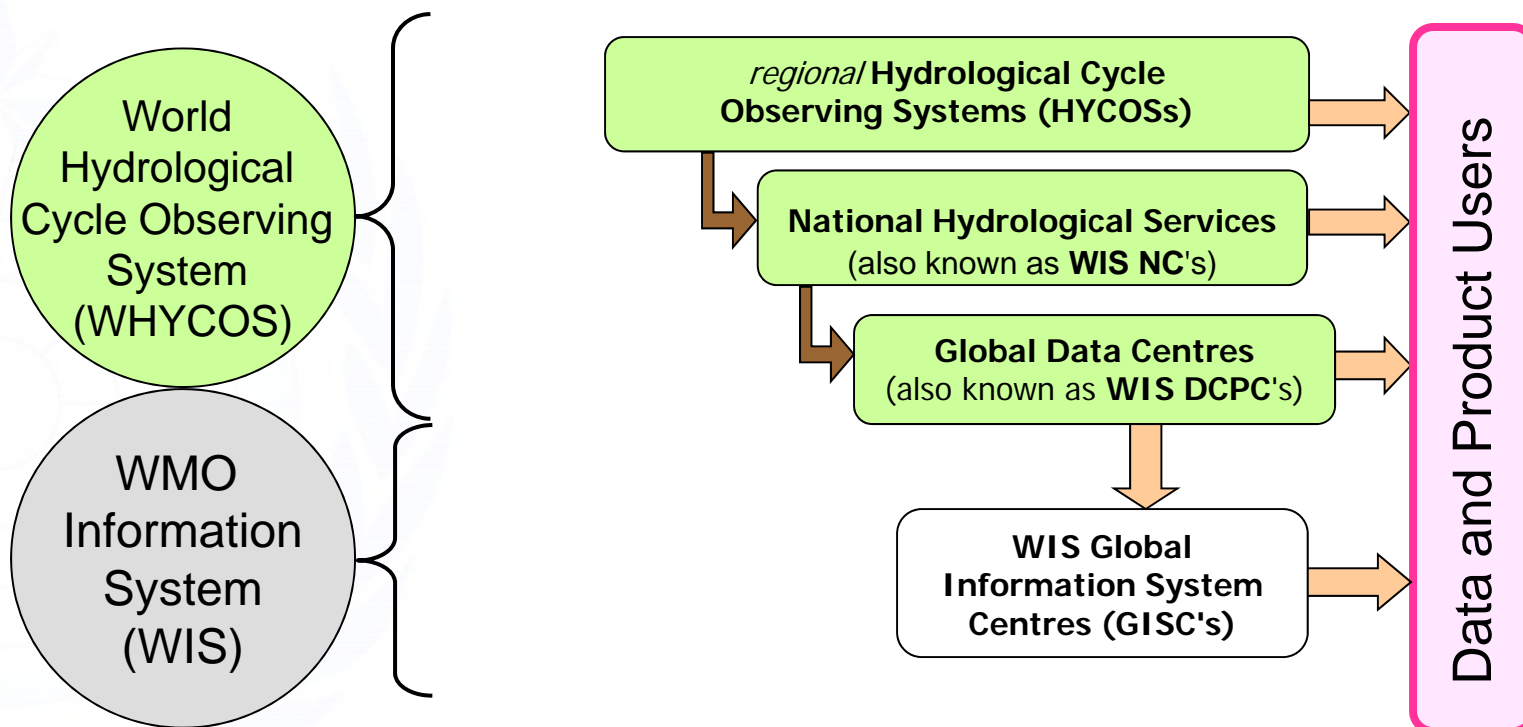 World
Hydrological
Cycle Observing
System
(WHYCOS)
WMO
Information
System
(WIS)
regional Hydrological Cycle
Observing Systems (HYCOSs)
National Hydrological Services
(also known as WIS NC's)
Global Data Centres
(also known as WIS DCPC's)
WIS Global
Information System
Centres (GISC's)
Data and Product Users